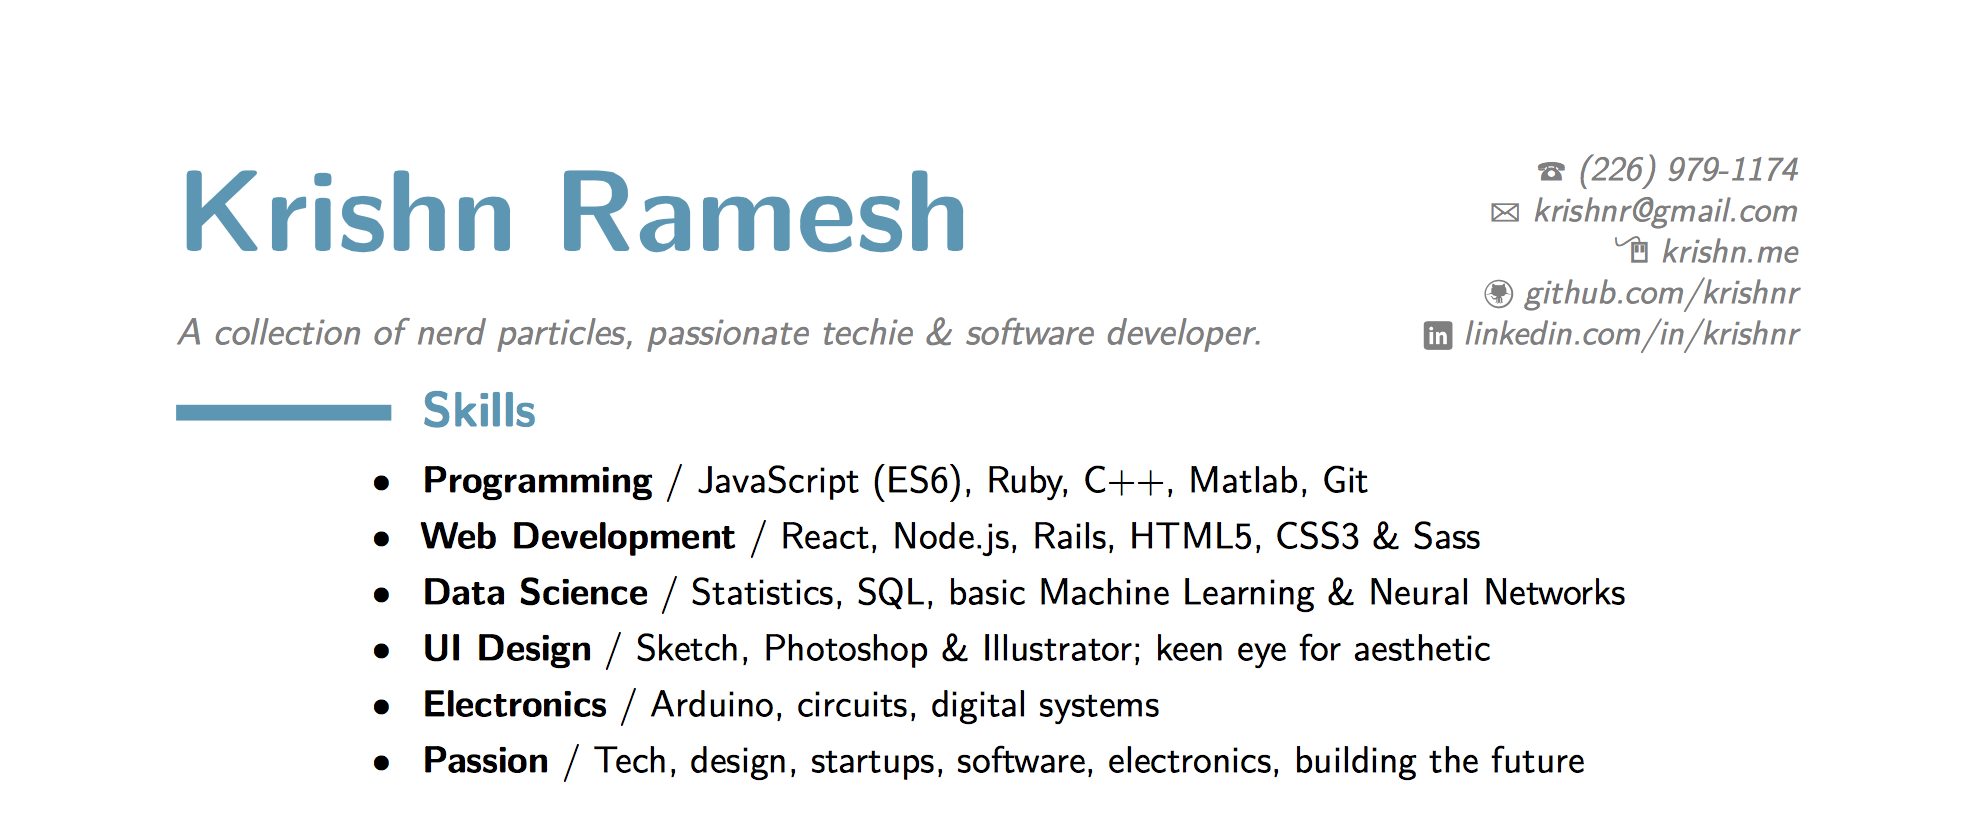 Krishn Ramesh
A collection of nerd particles, passionate techie & software developer.
(226) 979-1174
krishnr@gmail.com
krishn.me
github.com/krishnr
linkedin.com/in/krishnr
Skills
• Programming / JavaScript (ES6), Ruby, C++, Matlab, Git
• Web Development / React, Node.js, Rails, HTML5, CSS3 & Sass
• Data Science / Statistics, SQL, basic Machine Learning & Neural Networks
• UI Design / Sketch, Photoshop & Illustrator; keen eye for aesthetic
• Electronics / Arduino, circuits, digital systems
• Passion / Tech, design, startups, software, electronics, building the future